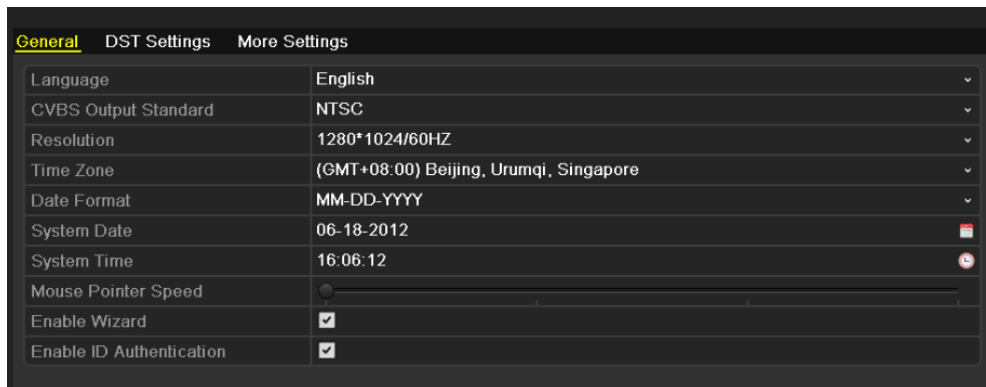 General DST Settings More Settings
Language English
CVBS Output Standard NTSC
Resolution 1280*1024/60HZ
Time Zone (GMT+08:00) Beijing, Urumqi, Singapore
Date Format MM-DD-YYYY
System Date 06-18-2012
System Time 16:06:12
Mouse Pointer Speed
Enable Wizard
Enable ID Authentication